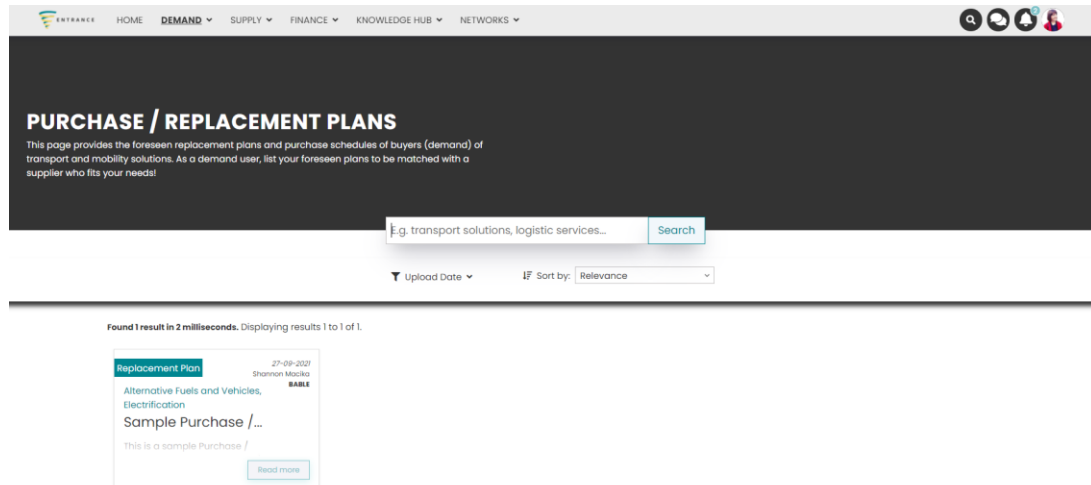 ENTRANCE HOME DEMAND SUPPLY FINANCE KNOWLEDGE HUB NETWORKS
PURCHASE / REPLACEMENT PLANS
This page provides the foreseen replacement plans and purchase schedules of buyers (demand) of
transport and mobility solutions. As a demand user, list your foreseen plans to be matched with a
supplier who fits your needs!
E.g. transport solutions, logistic services... Search
Upload Date Sort by: Relevance
Found 1 result in 2 milliseconds. Displaying results 1 to 1 of 1.
Replacement Plan 27-09-2021
Shannon Macika
BABLE
Alternative Fuels and Vehicles,
Electrification
Sample Purchase /...
This is a sample Purchase /
Read more